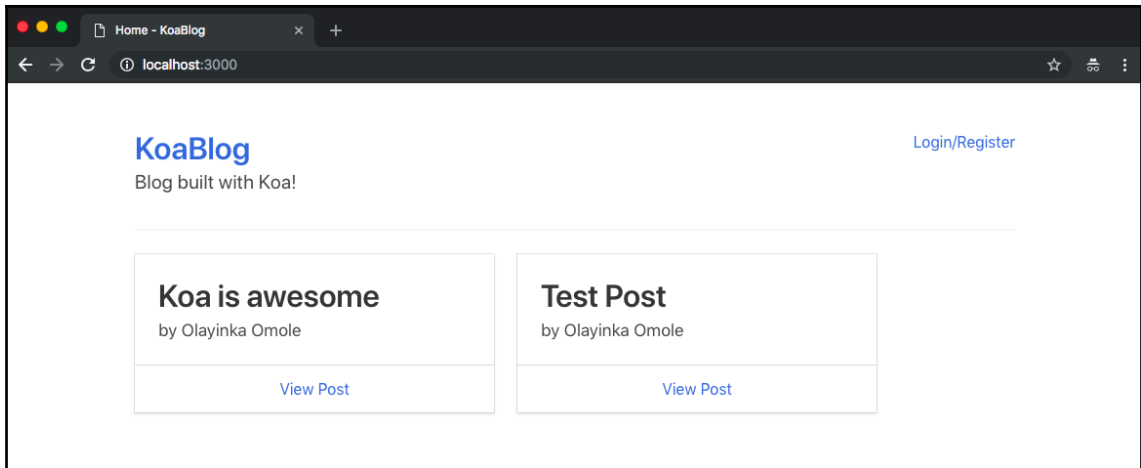 Home - KoaBlog
localhost:3000
KoaBlog
Login/Register
Blog built with Koa!
Koa is awesome
by Olayinka Omole
View Post
Test Post
by Olayinka Omole
View Post